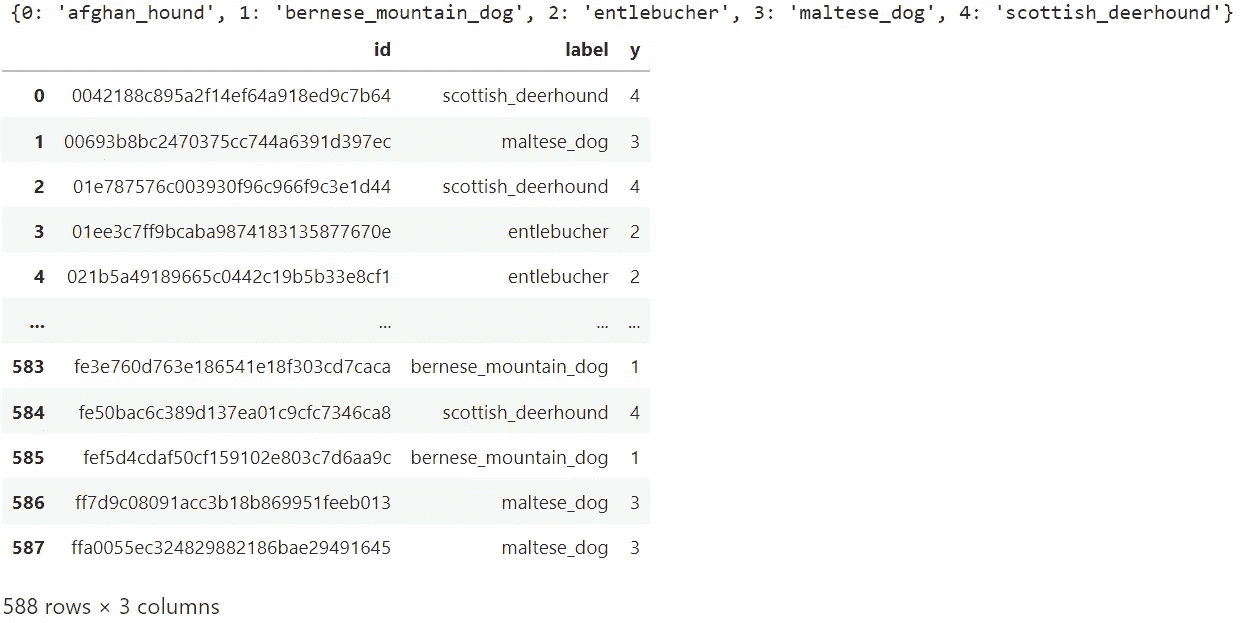 {0: 'afghan_hound', 1: 'bernese_mountain_dog', 2: 'entlebucher', 3: 'maltese_dog', 4: 'scottish_deerhound'}
id label y
0 0042188c895a2f14ef64a918ed9c7b64 scottish_deerhound 4
1 00693b8bc2470375cc744a6391d397ec maltese_dog 3
2 01e787576c003930f96c966f9c3e1d44 scottish_deerhound 4
3 01ee3c7ff9bcaba9874183135877670e entlebucher 2
4 021b5a49189665c0442c19b5b33e8cf1 entlebucher 2
... ... ... ...
583 fe3e760d763e186541e18f303cd7caca bernese_mountain_dog 1
584 fe50bac6c389d137ea01c9cfc7346ca8 scottish_deerhound 4
585 fef5d4cdaf50cf159102e803c7d6aa9c bernese_mountain_dog 1
586 ff7d9c08091acc3b18b869951feeb013 maltese_dog 3
587 ffa0055ec324829882186bae29491645 maltese_dog 3
588 rows × 3 columns